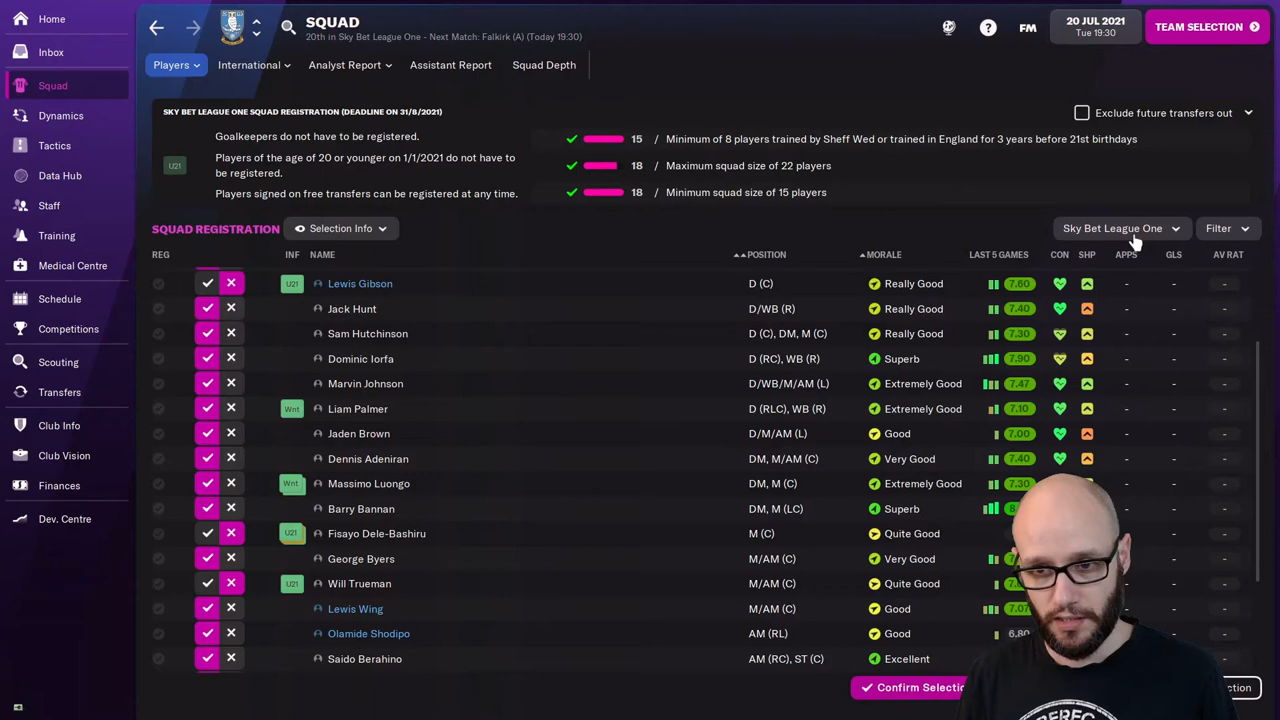 Home
SQUAD
20th in Sky Bet League One - Next Match: Falkirk (A) (Today 19:30)
FM
20 JUL 2021
Tue 19:30
TEAM SELECTION
Inbox
Squad
Dynamics
Tactics
Data Hub
Staff
Training
Medical Centre
Schedule
Competitions
Scouting
Transfers
Club Info
Club Vision
Finances
Dev. Centre
Players
International
Analyst Report
Assistant Report
Squad Depth
SKY BET LEAGUE ONE SQUAD REGISTRATION (DEADLINE ON 31/8/2021)
Exclude future transfers out
Goalkeepers do not have to be registered.
U21
Players of the age of 20 or younger on 1/1/2021 do not have to
be registered.
Players signed on free transfers can be registered at any time.
15 / Minimum of 8 players trained by Sheff Wed or trained in England for 3 years before 21st birthdays
18 / Maximum squad size of 22 players
18 / Minimum squad size of 15 players
SQUAD REGISTRATION
Selection Info
Sky Bet League One
Filter
REG INF NAME POSITION MORALE LAST 5 GAMES CON SHP APPS GLS AV RAT
U21 Lewis Gibson D (C) Really Good 7.60 - - -
Jack Hunt D/WB (R) Really Good 7.40 - - -
Sam Hutchinson D (C), DM, M (C) Really Good 7.30 - - -
Dominic Iorfa D (RC), WB (R) Superb 7.90 - - -
Marvin Johnson D/WB/M/AM (L) Extremely Good 7.47 - - -
Wnt Liam Palmer D (RLC), WB (R) Extremely Good 7.10 - - -
Jaden Brown D/M/AM (L) Good 7.00 - - -
Dennis Adeniran DM, M/AM (C) Very Good 7.40 - - -
Wnt Massimo Luongo DM, M (C) Extremely Good 7.30 - - -
Barry Bannan DM, M (LC) Superb 8 - - -
U21 Fisayo Dele-Bashiru M (C) Quite Good - -
George Byers M/AM (C) Very Good - -
U21 Will Trueman M/AM (C) Quite Good - -
Lewis Wing M/AM (C) Good 7.07 - -
Olamide Shodipo AM (RL) Good 6.80 - -
Saido Berahino AM (RC), ST (C) Excellent - -
Confirm Selectio
ction